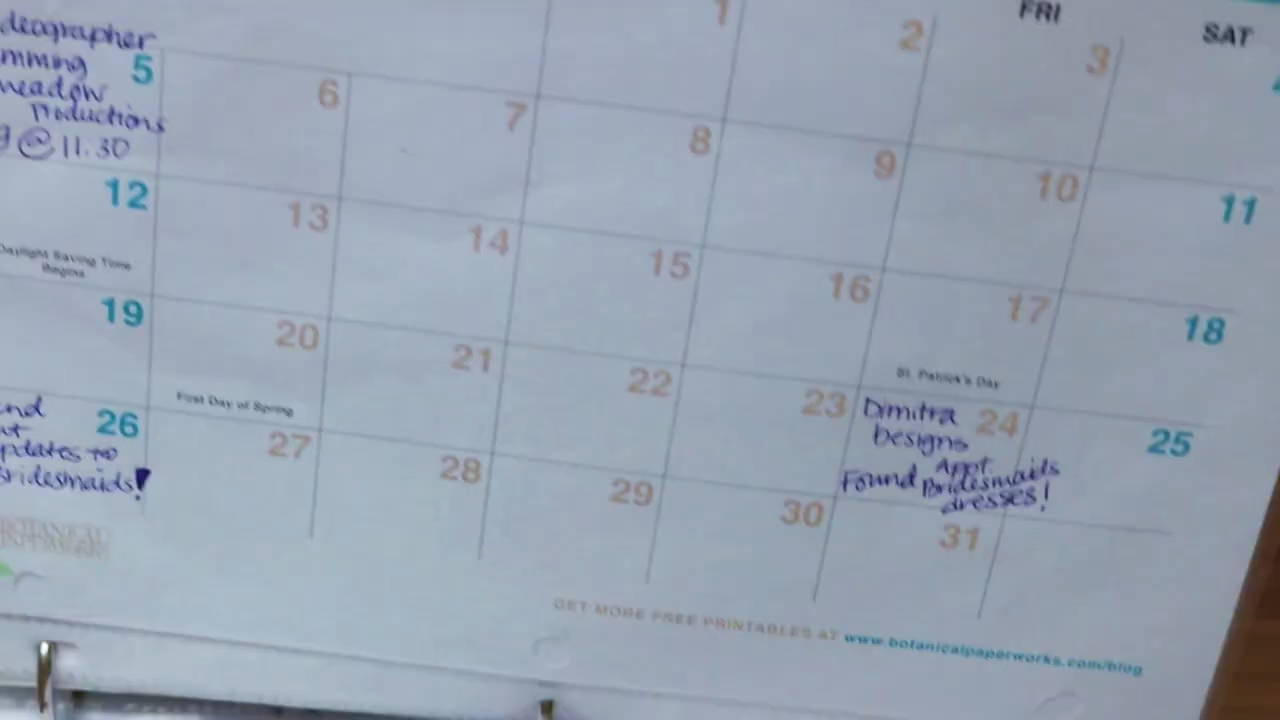 FRI
SAT
1
2
3
deographer
mming
meadow
Productions
@ 11.30
5
6
7
8
9
10
11
12
13
14
15
16
17
18
Daylight Saving Time
Begins
St. Patrick's Day
19
20
21
22
23
24
25
First Day of Spring
Dimitra
Designs
Appt.
Found Bridesmaids
dresses!
26
27
28
29
30
31
pdates to
Bridesmaids!
GET MORE FREE PRINTABLES AT www.botanicalpaperworks.com/blog